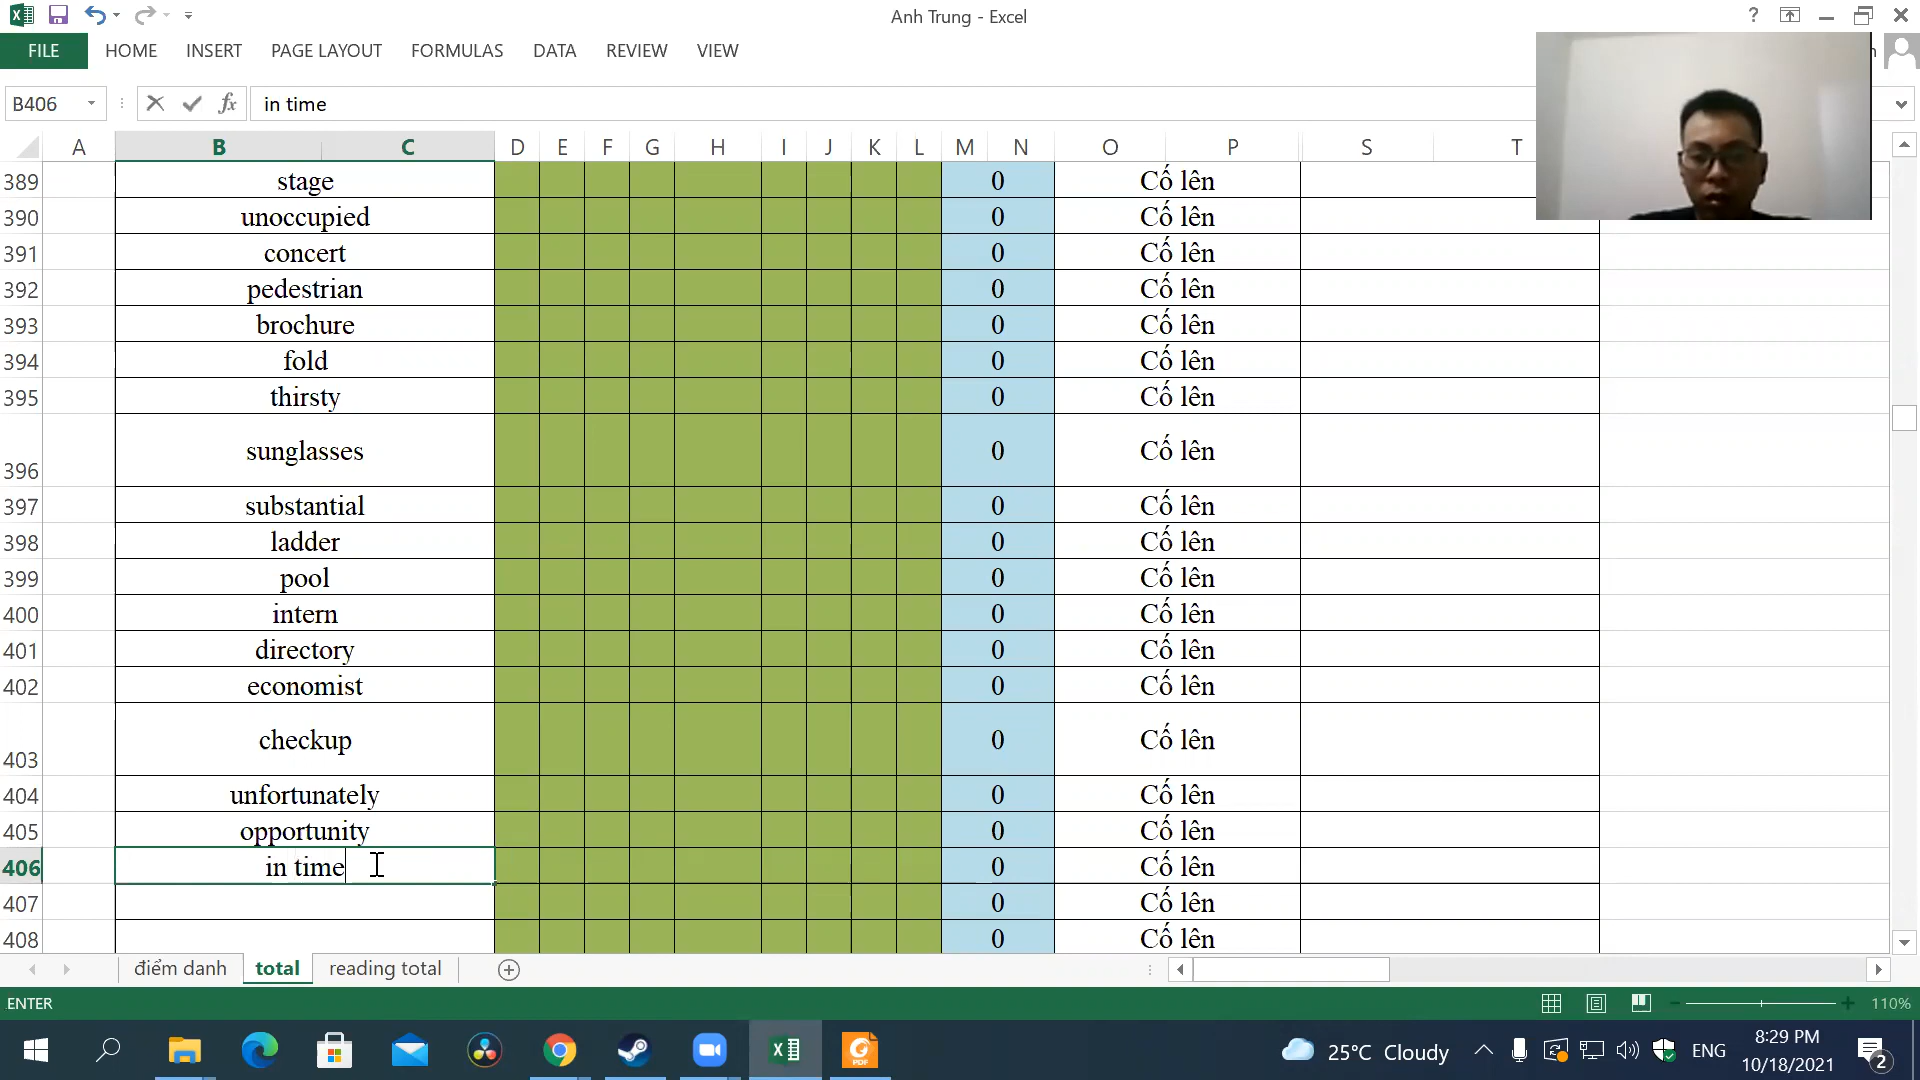 Anh Trung - Excel
?
FILE HOME INSERT PAGE LAYOUT FORMULAS DATA REVIEW VIEW
B406 fx in time
A B C D E F G H I J K L M N O P S T
389 stage 0 Cố lên
390 unoccupied 0 Cố lên
391 concert 0 Cố lên
392 pedestrian 0 Cố lên
393 brochure 0 Cố lên
394 fold 0 Cố lên
395 thirsty 0 Cố lên
396 sunglasses 0 Cố lên
397 substantial 0 Cố lên
398 ladder 0 Cố lên
399 pool 0 Cố lên
400 intern 0 Cố lên
401 directory 0 Cố lên
402 economist 0 Cố lên
403 checkup 0 Cố lên
404 unfortunately 0 Cố lên
405 opportunity 0 Cố lên
406 in time 0 Cố lên
407 0 Cố lên
408 0 Cố lên
điểm danh total reading total
ENTER 110%
25°C Cloudy ENG 8:29 PM
10/18/2021 2
PDF